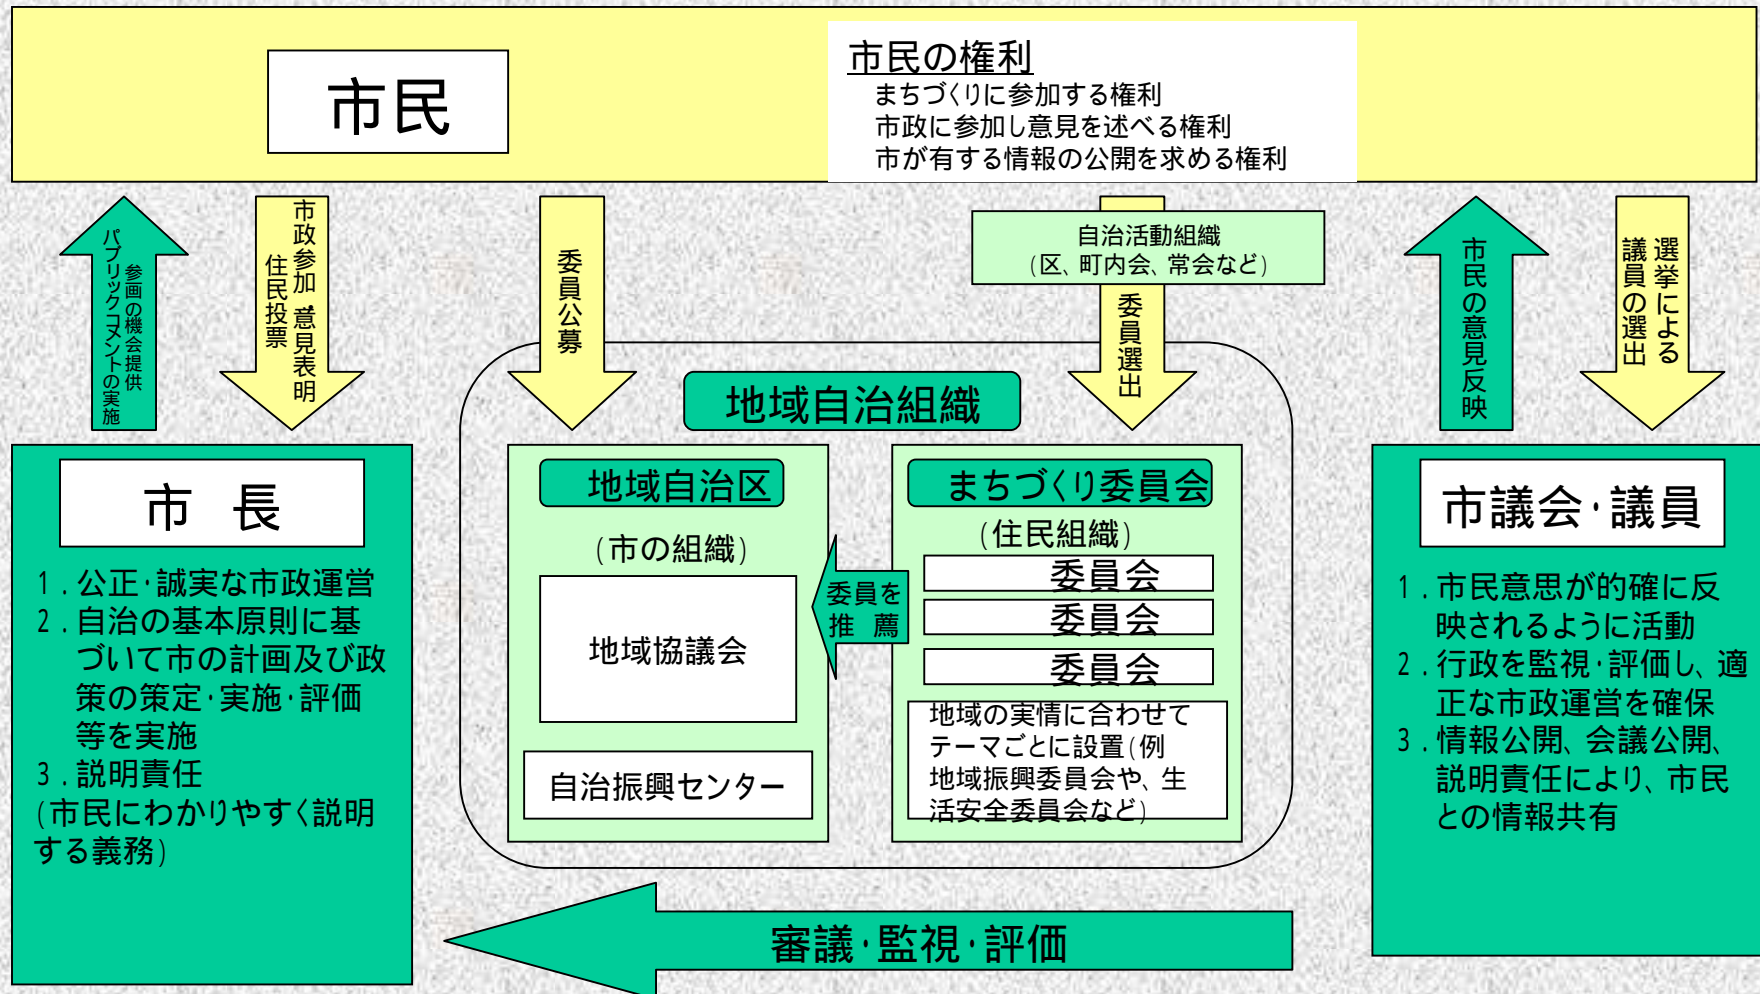 市民
市民の権利
まちづくりに参加する権利
市政に参加し意見を述べる権利
市が有する情報の公開を求める権利
参画の機会提供
パブリックコメントの実施
市政参加・意見表明
住民投票
委員公募
自治活動組織
(区、町内会、常会など)
委員選出
市民の意見反映
選挙による
議員の選出
地域自治組織
市 長
1．公正・誠実な市政運営
2．自治の基本原則に基
づいて市の計画及び政
策の策定・実施・評価
等を実施
3．説明責任
(市民にわかりやすく説明
する義務)
地域自治区
(市の組織)
地域協議会
自治振興センター
委員を
推 薦
まちづくり委員会
(住民組織)
委員会
委員会
委員会
地域の実情に合わせて
テーマごとに設置(例
地域振興委員会や、生
活安全委員会など)
市議会・議員
1．市民意思が的確に反
映されるように活動
2．行政を監視・評価し、適
正な市政運営を確保
3．情報公開、会議公開、
説明責任により、市民
との情報共有
審議・監視・評価